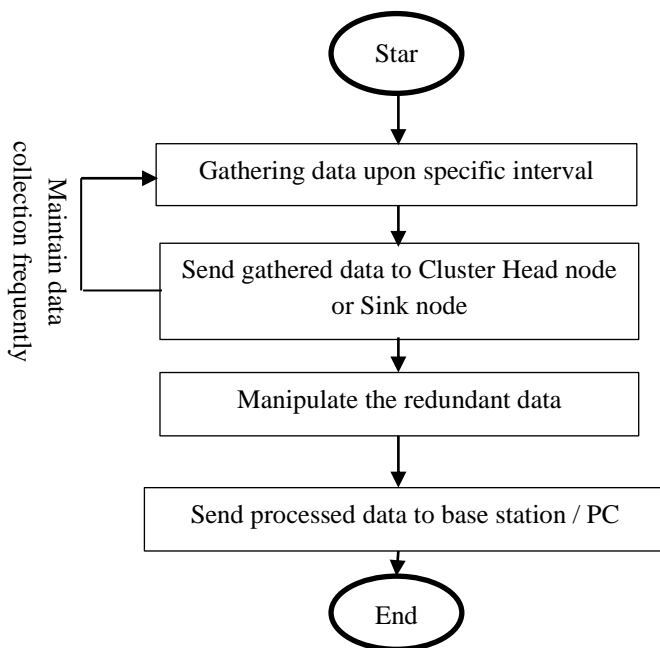 Star
Gathering data upon specific interval
Maintain data
collection frequently
Send gathered data to Cluster Head node
or Sink node
Manipulate the redundant data
Send processed data to base station / PC
End